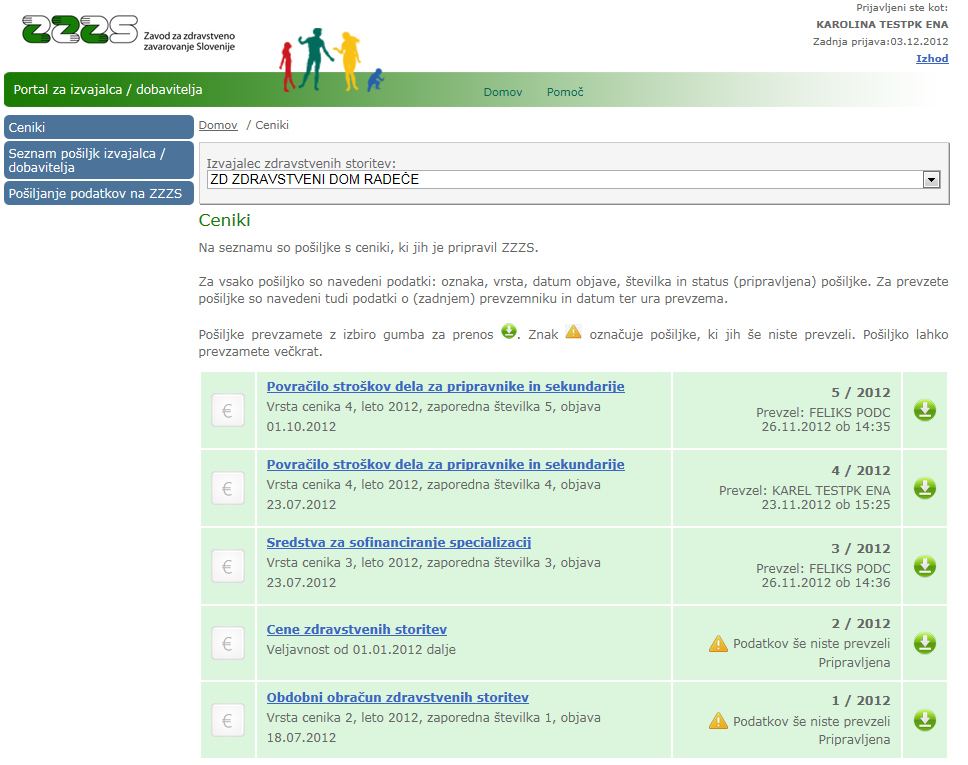 Prijavljeni ste kot:
KAROLINA TESTPK ENA
Zadnja prijava:03.12.2012
Izhod
ZZZS
Zavod za zdravstveno
zavarovanje Slovenije
Portal za izvajalca / dobavitelja
Domov
Pomoč
Ceniki
Seznam pošiljk izvajalca /
dobavitelja
Pošiljanje podatkov na ZZZS
Domov / Ceniki
Izvajalec zdravstvenih storitev:
ZD ZDRAVSTVENI DOM RADEČE
Ceniki
Na seznamu so pošiljke s ceniki, ki jih je pripravil ZZZS.
Za vsako pošiljko so navedeni podatki: oznaka, vrsta, datum objave, številka in status (pripravljena) pošiljke. Za prevzete
pošiljke so navedeni tudi podatki o (zadnjem) prevzemniku in datum ter ura prevzema.
Pošiljke prevzamete z izbiro gumba za prenos . Znak označuje pošiljke, ki jih še niste prevzeli. Pošiljko lahko
prevzamete večkrat.
€
Povračilo stroškov dela za pripravnike in sekundarije
Vrsta cenika 4, leto 2012, zaporedna številka 5, objava
01.10.2012
5 / 2012
Prevzel: FELIKS PODC
26.11.2012 ob 14:35
€
Povračilo stroškov dela za pripravnike in sekundarije
Vrsta cenika 4, leto 2012, zaporedna številka 4, objava
23.07.2012
4 / 2012
Prevzel: KAREL TESTPK ENA
23.11.2012 ob 15:25
€
Sredstva za sofinanciranje specializacij
Vrsta cenika 3, leto 2012, zaporedna številka 3, objava
23.07.2012
3 / 2012
Prevzel: FELIKS PODC
26.11.2012 ob 14:36
€
Cene zdravstvenih storitev
Veljavnost od 01.01.2012 dalje
2 / 2012
Podatkov še niste prevzeli
Pripravljena
€
Obdobni obračun zdravstvenih storitev
Vrsta cenika 2, leto 2012, zaporedna številka 1, objava
18.07.2012
1 / 2012
Podatkov še niste prevzeli
Pripravljena